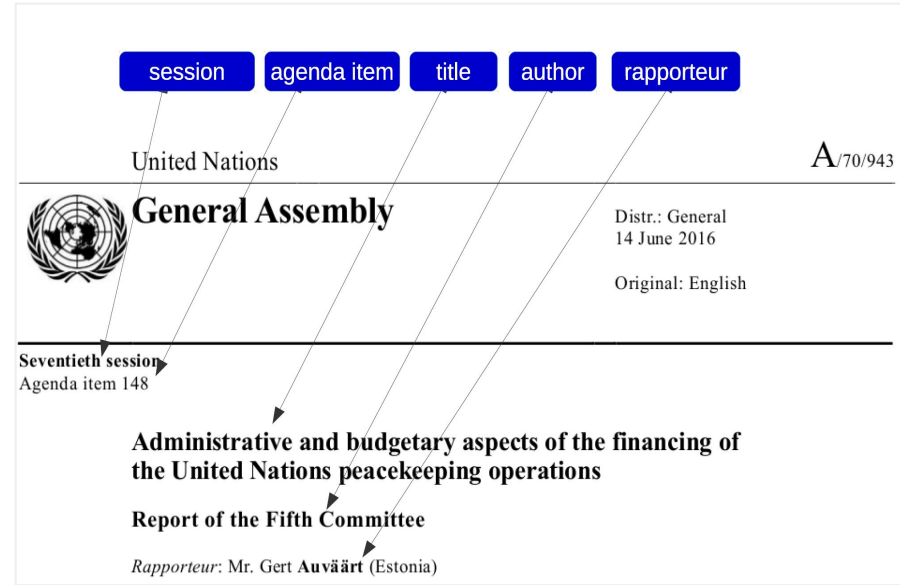 session agenda item title author rapporteur
United Nations A/70/943
General Assembly
Distr.: General
14 June 2016
Original: English
Seventieth session
Agenda item 148
Administrative and budgetary aspects of the financing of
the United Nations peacekeeping operations
Report of the Fifth Committee
Rapporteur: Mr. Gert Auväärt (Estonia)